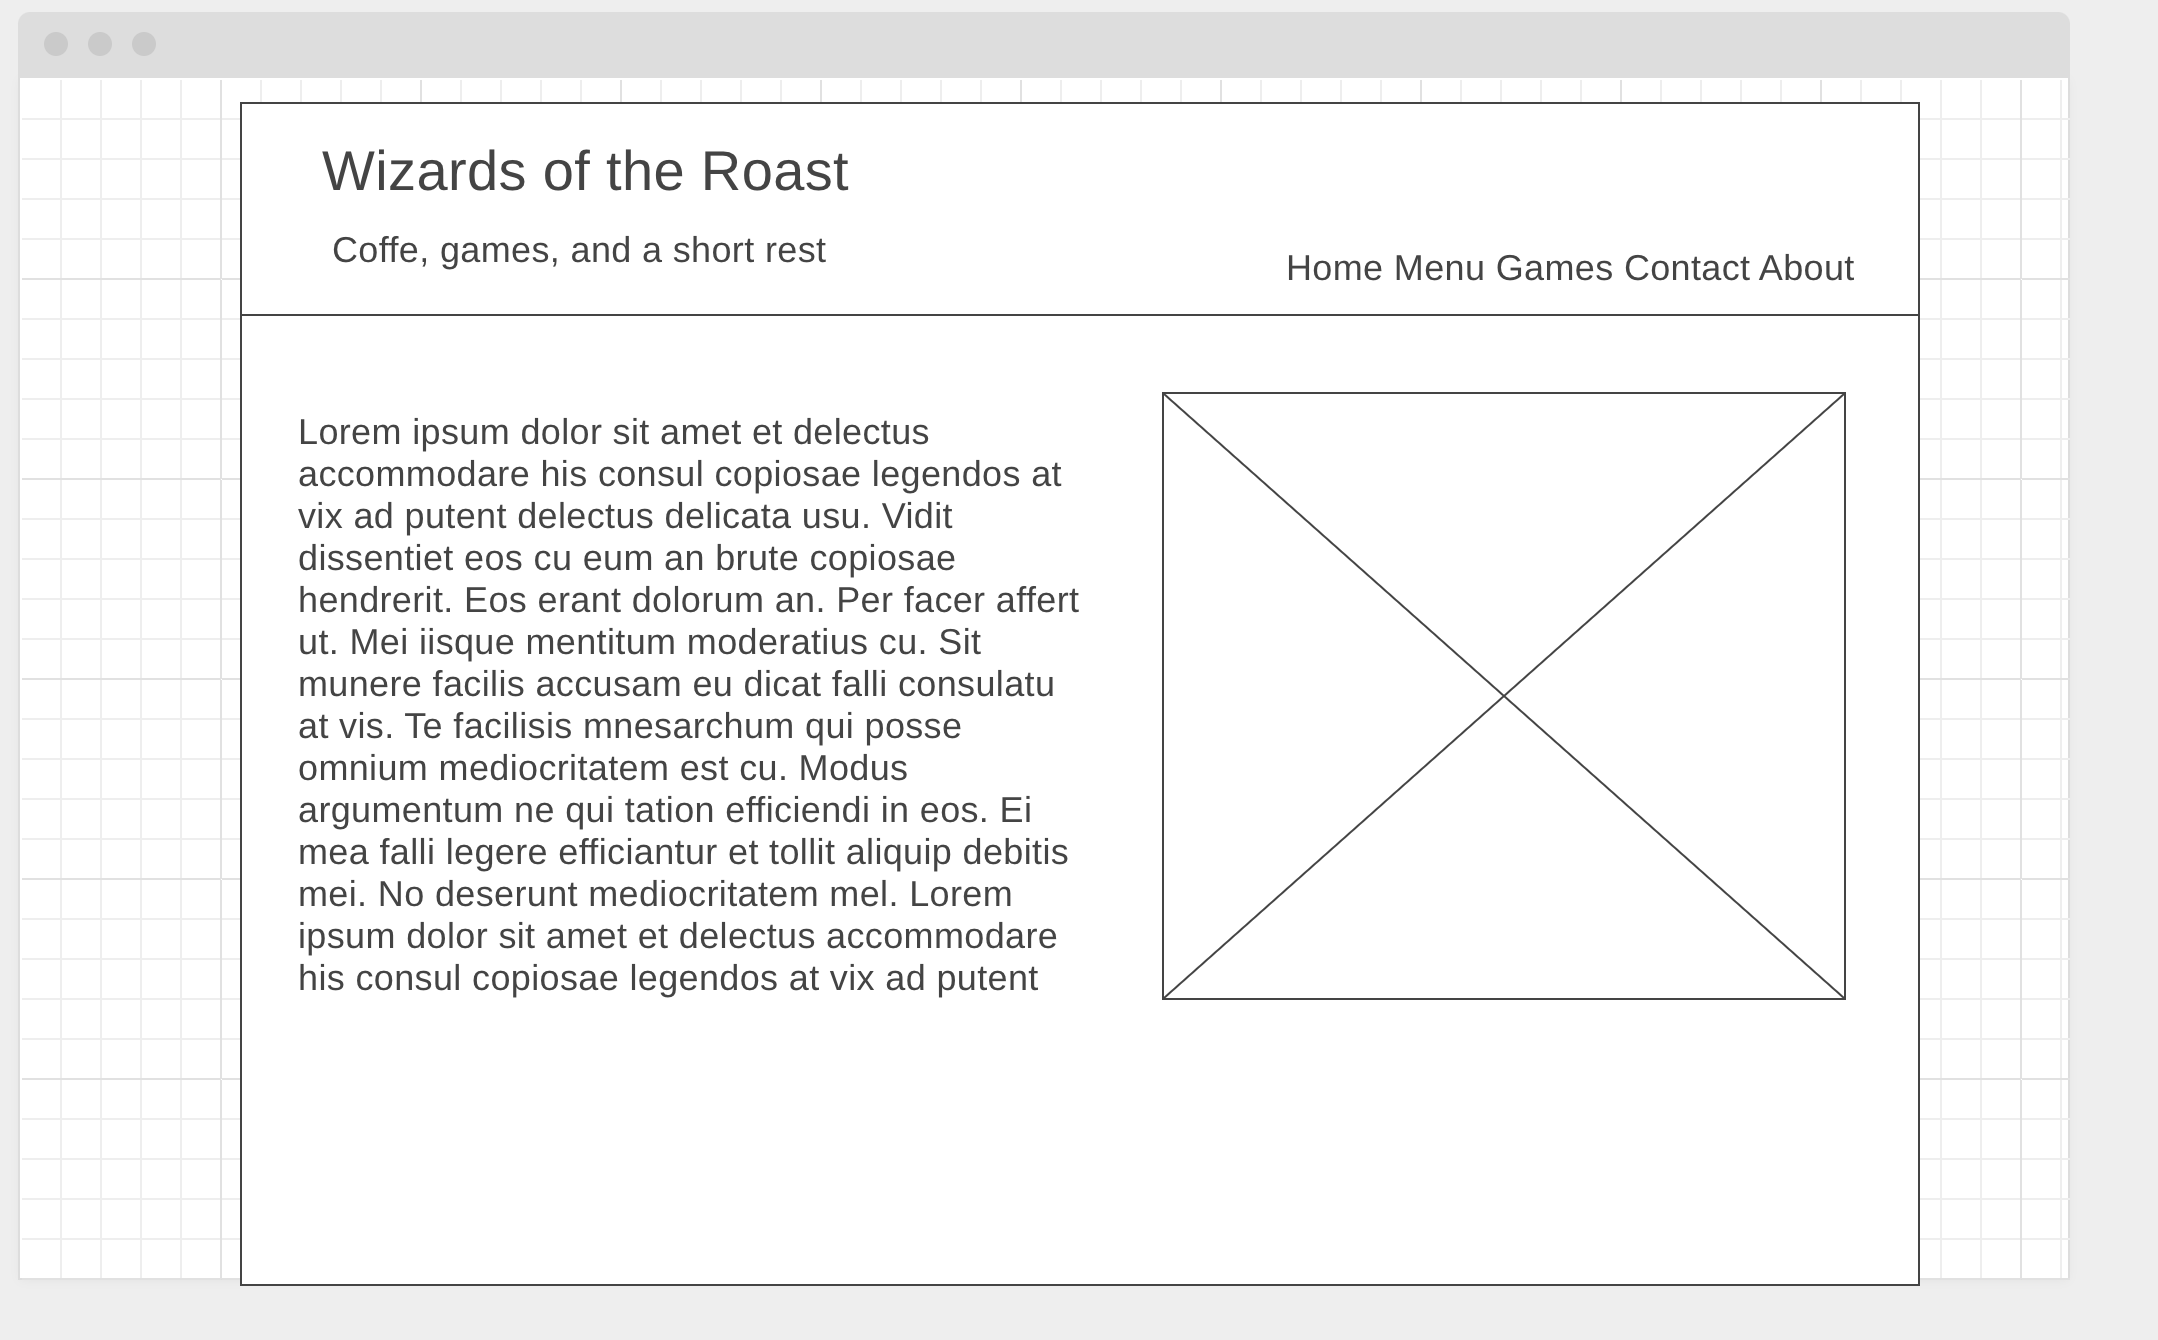 Wizards of the Roast
Coffe, games, and a short rest
Home Menu Games Contact About
Lorem ipsum dolor sit amet et delectus
accommodare his consul copiosae legendos at
vix ad putent delectus delicata usu. Vidit
dissentiet eos cu eum an brute copiosae
hendrerit. Eos erant dolorum an. Per facer affert
ut. Mei iisque mentitum moderatius cu. Sit
munere facilis accusam eu dicat falli consulatu
at vis. Te facilisis mnesarchum qui posse
omnium mediocritatem est cu. Modus
argumentum ne qui tation efficiendi in eos. Ei
mea falli legere efficiantur et tollit aliquip debitis
mei. No deserunt mediocritatem mel. Lorem
ipsum dolor sit amet et delectus accommodare
his consul copiosae legendos at vix ad putent